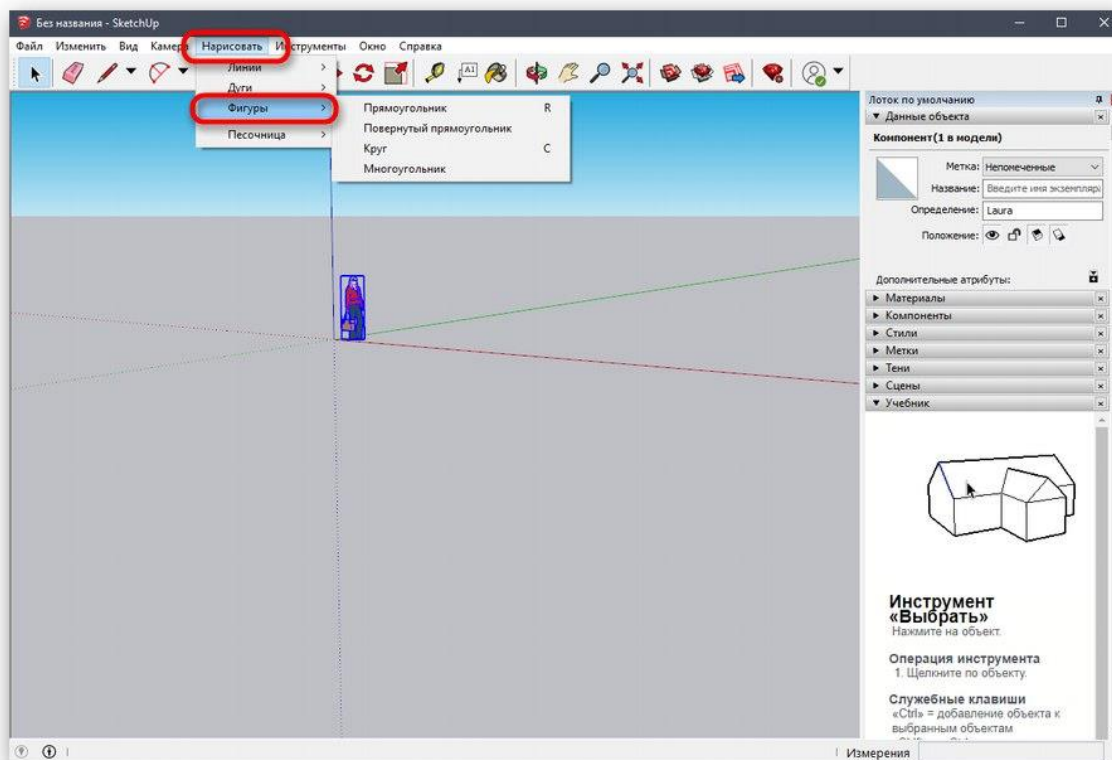 Без названия - SketchUp
Файл Изменить Вид Камера Нарисовать Инструменты Окно Справка
Линии
Дуги
Фигуры
Песочница
Прямоугольник R
Повернутый прямоугольник
Круг C
Многоугольник
A1
Лоток по умолчанию
Данные объекта
Компонент(1 в модели)
Метка: Непомеченные
Название: Введите имя экземпляра
Определение: Laura
Положение:
Дополнительные атрибуты:
Материалы
Компоненты
Стили
Метки
Тени
Сцены
Учебник
Инструмент
«Выбрать»
Нажмите на объект.
Операция инструмента
1. Щелкните по объекту.
Служебные клавиши
«Ctrl» = добавление объекта к
выбранным объектам
Измерения